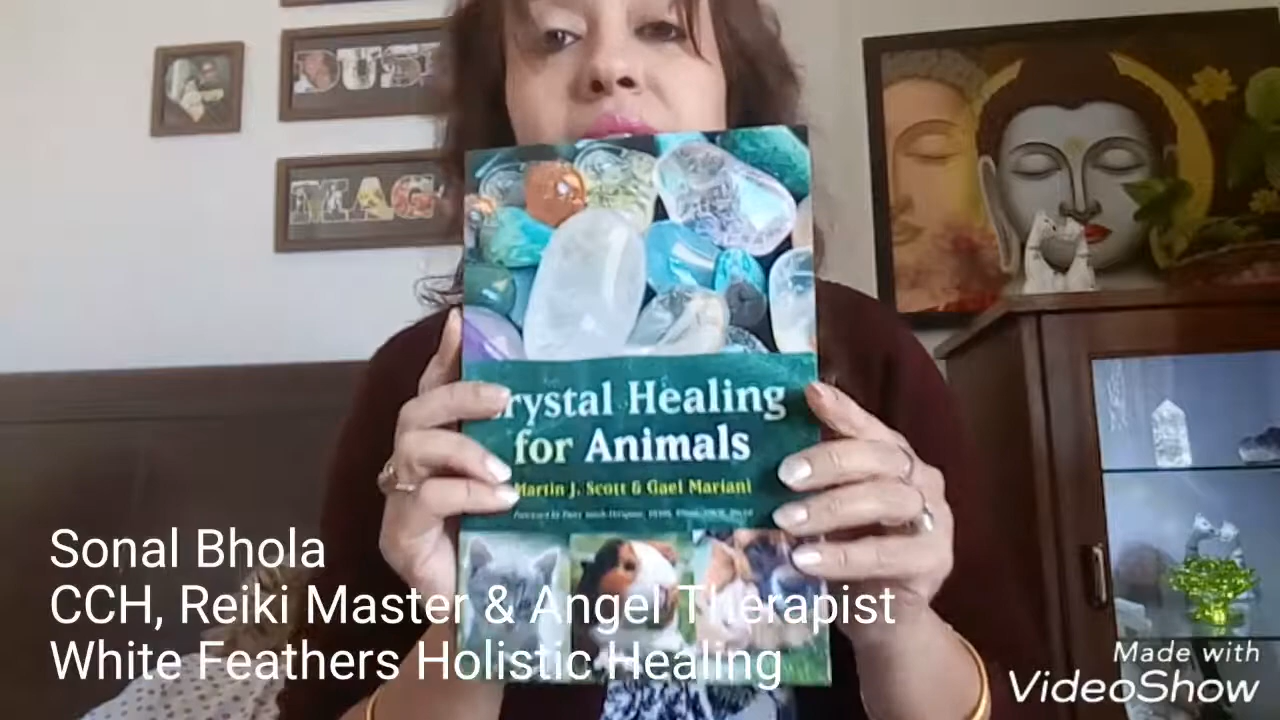 Crystal Healing
for Animals
Martin J. Scott & Gael Mariani
Sonal Bhola
CCH, Reiki Master & Angel Therapist
White Feathers Holistic Healing
Made with
VideoShow